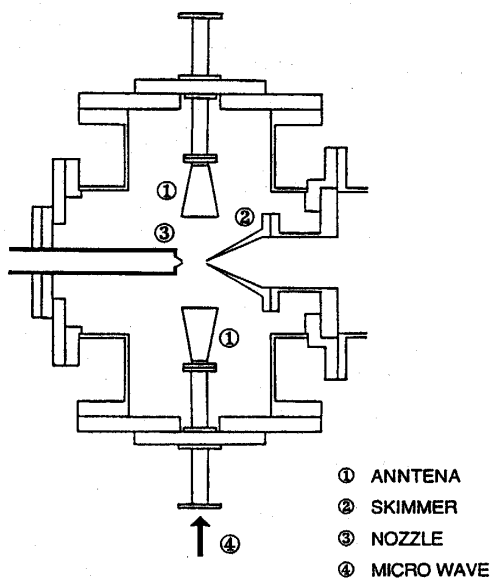 ①
②
③
①
④
① ANNTENA
② SKIMMER
③ NOZZLE
④ MICRO WAVE